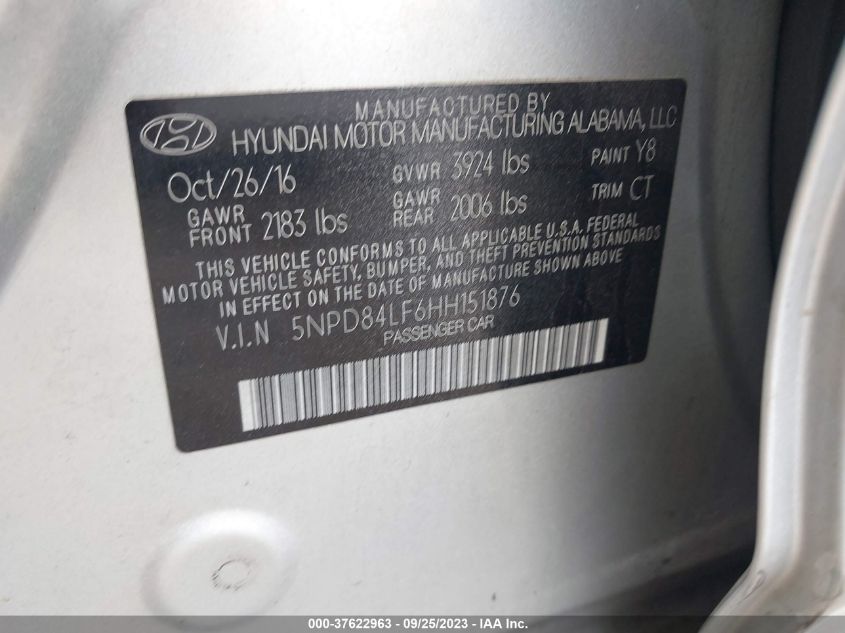 MANUFACTURED BY
HYUNDAI MOTOR MANUFACTURING ALABAMA, LLC
Oct/26/16 GVWR 3924 lbs PAINT Y8
GAWR FRONT 2183 lbs GAWR REAR 2006 lbs TRIM CT
THIS VEHICLE CONFORMS TO ALL APPLICABLE U.S.A. FEDERAL
MOTOR VEHICLE SAFETY, BUMPER, AND THEFT PREVENTION STANDARDS
IN EFFECT ON THE DATE OF MANUFACTURE SHOWN ABOVE
V.I.N 5NPD84LF6HH151876
PASSENGER CAR
000-37622963 - 09/25/2023 - IAA Inc.